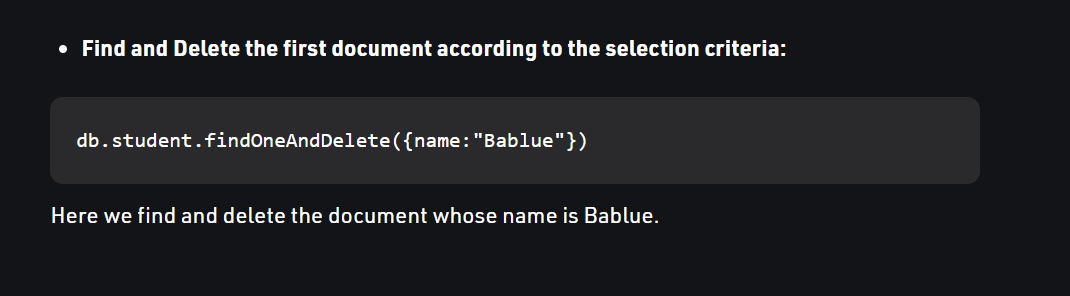 • Find and Delete the first document according to the selection criteria:
db.student.findOneAndDelete({name:"Bablue"})
Here we find and delete the document whose name is Bablue.